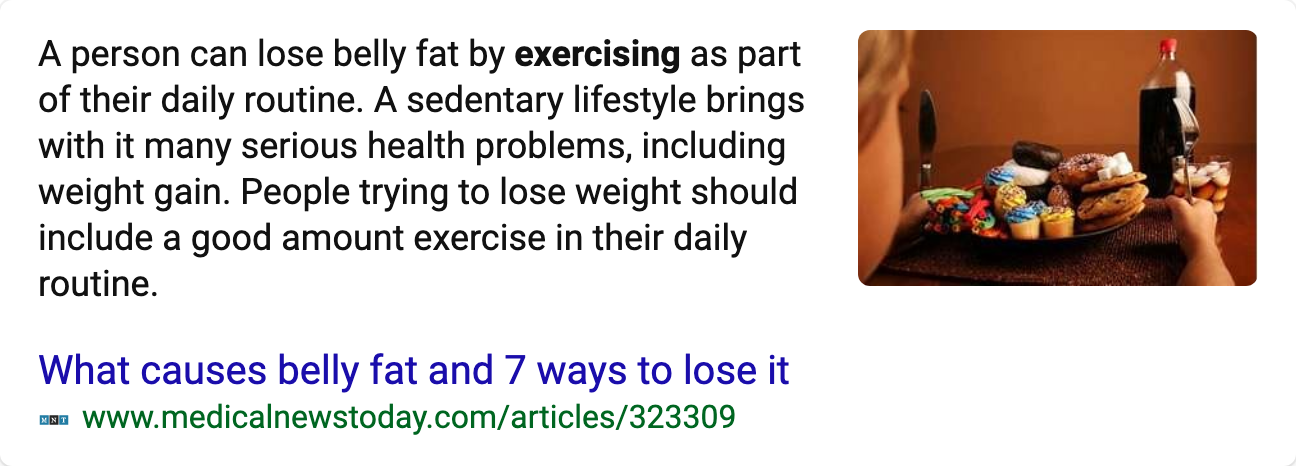 A person can lose belly fat by exercising as part
of their daily routine. A sedentary lifestyle brings
with it many serious health problems, including
weight gain. People trying to lose weight should
include a good amount exercise in their daily
routine.
What causes belly fat and 7 ways to lose it
MNT www.medicalnewstoday.com/articles/323309